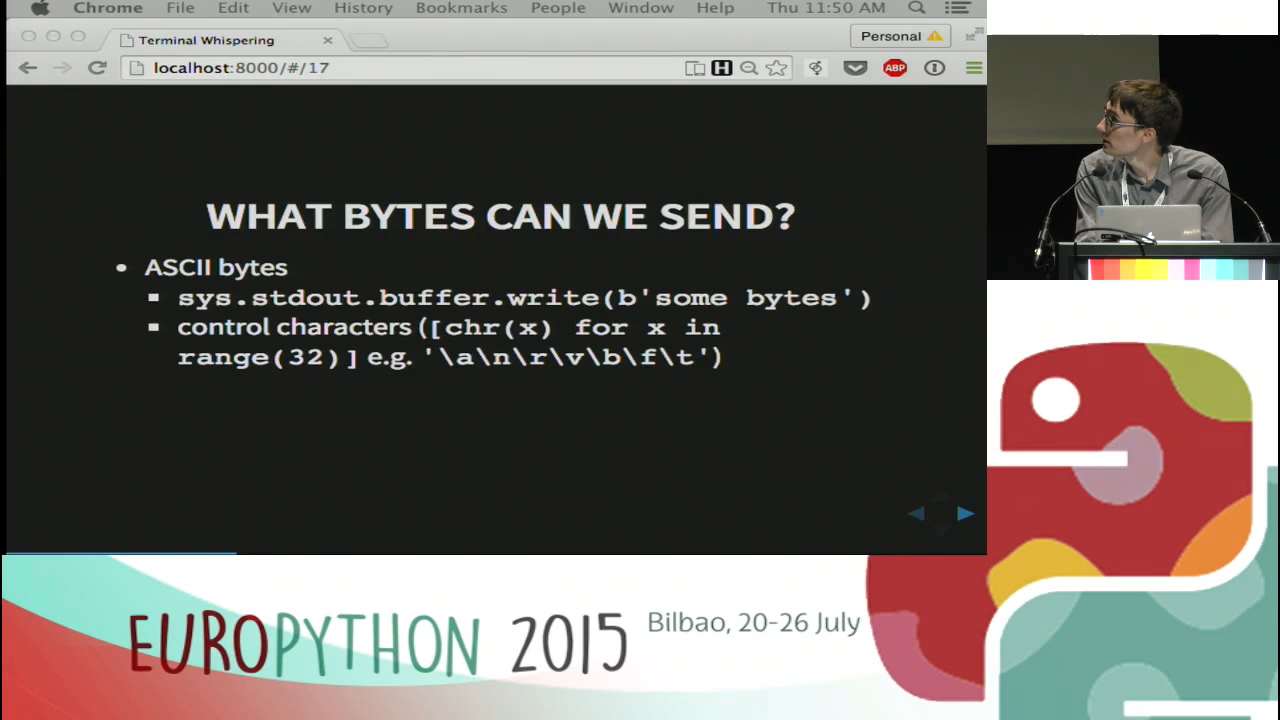 Chrome File Edit View History Bookmarks People Window Help Thu 11:50 AM
Terminal Whispering
Personal
localhost:8000/#/17
H
ABP
WHAT BYTES CAN WE SEND?
• ASCII bytes
▪ sys.stdout.buffer.write(b'some bytes')
▪ control characters ([chr(x) for x in
range(32)] e.g. '\a\n\r\v\b\f\t')
EUROPYTHON 2015 Bilbao, 20-26 July